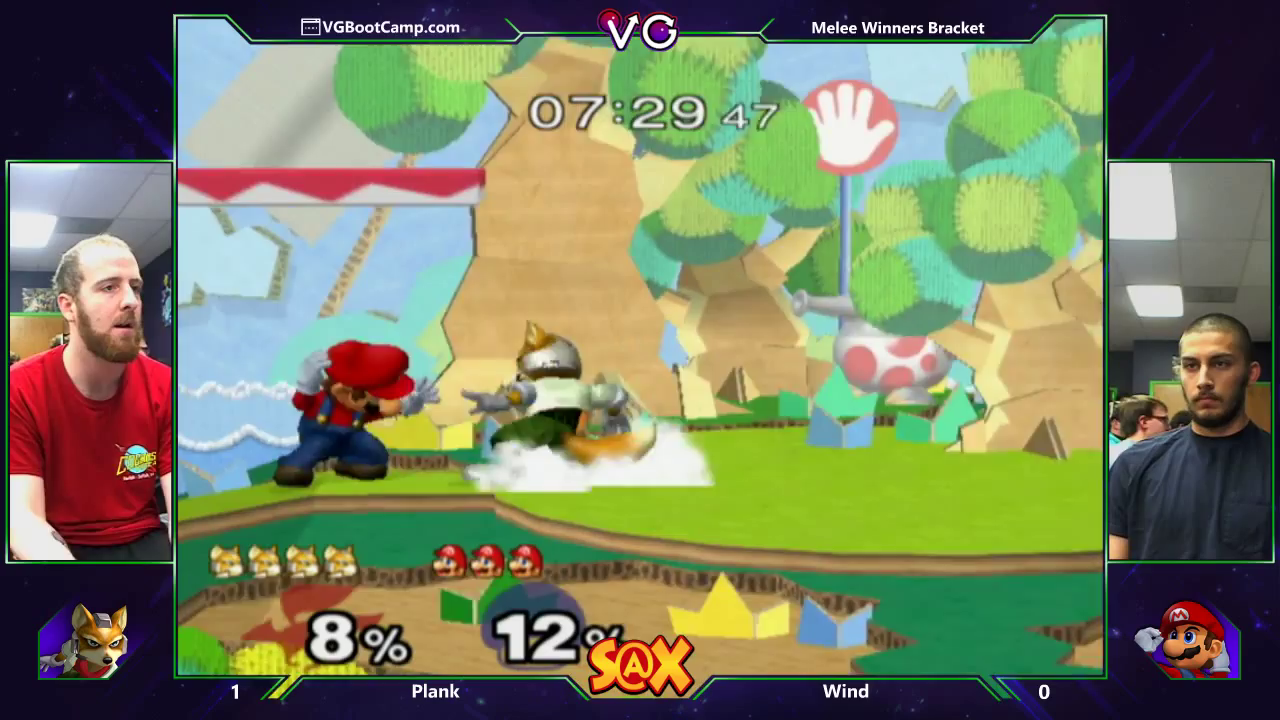 VGBootCamp.com
VG
Melee Winners Bracket
07:29 47
8%
12%
S@X
1
Plank
Wind
0